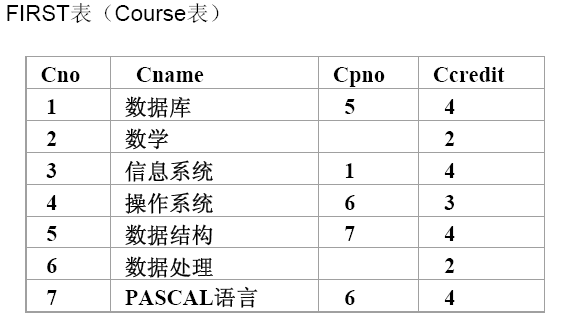 FIRST表（Course表）
Cno Cname Cpno Ccredit
1 数据库 5 4
2 数学 2
3 信息系统 1 4
4 操作系统 6 3
5 数据结构 7 4
6 数据处理 2
7 PASCAL语言 6 4